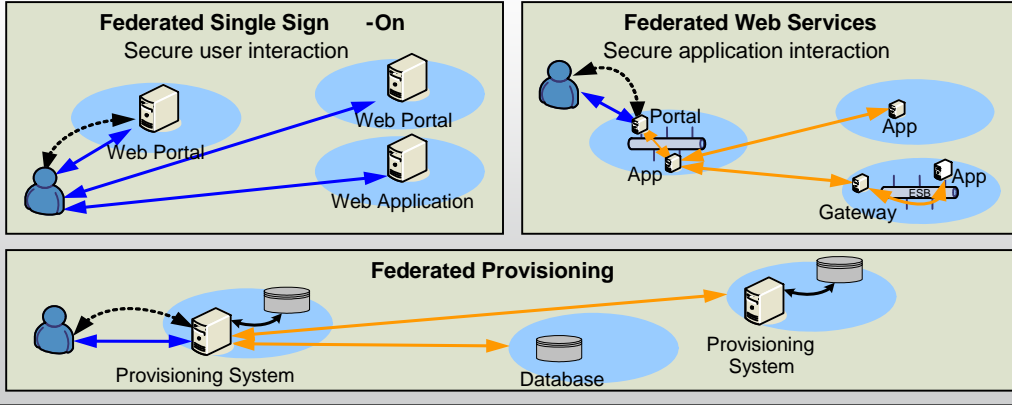 Federated Single Sign -On
Secure user interaction
Web Portal
Web Portal
Web Application
Federated Web Services
Secure application interaction
Portal
App
App
App
ESB
Gateway
Federated Provisioning
Provisioning System
Database
Provisioning
System